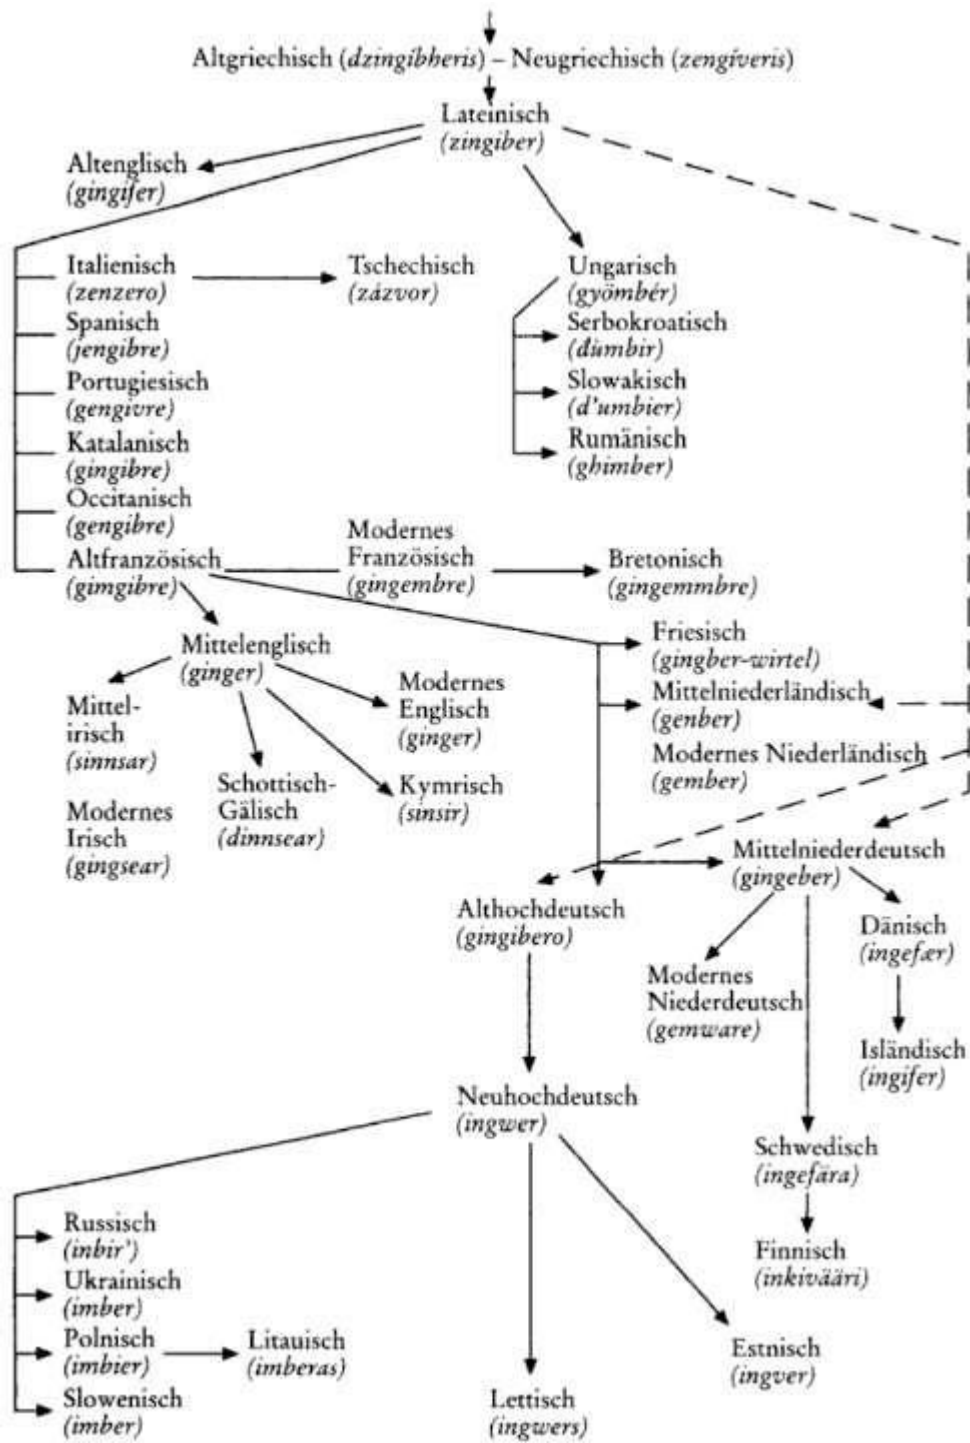 Altgriechisch (dzingibheris) – Neugriechisch (zengíveris)
Lateinisch
(zingiber)
Altenglisch
(gingifer)
Italienisch
(zenzero)
Tschechisch
(zázvor)
Ungarisch
(gyömbér)
Spanisch
(jengibre)
Serbokroatisch
(dumbir)
Portugiesisch
(gengivre)
Slowakisch
(d'umbier)
Katalanisch
(gingibre)
Rumänisch
(ghimber)
Occitanisch
(gengibre)
Altfranzösisch
(gimgibre)
Modernes
Französisch
(gingembre)
Bretonisch
(gingemmbre)
Mittelenglisch
(ginger)
Friesisch
(gingber-wirtel)
Mittel-
irisch
(sinnsar)
Modernes
Englisch
(ginger)
Mittelniederländisch
(genber)
Modernes Niederländisch
(gember)
Modernes
Irisch
(gingsear)
Schottisch-
Gälisch
(dinnsear)
Kymrisch
(sinsir)
Mittelniederdeutsch
(gingeber)
Althochdeutsch
(gingibero)
Dänisch
(ingefær)
Modernes
Niederdeutsch
(gemware)
Isländisch
(ingifer)
Neuhochdeutsch
(ingwer)
Schwedisch
(ingefära)
Finnisch
(inkivääri)
Russisch
(inbir')
Ukrainisch
(imber)
Polnisch
(imbier)
Litauisch
(imberas)
Slowenisch
(imber)
Lettisch
(ingwers)
Estnisch
(ingver)